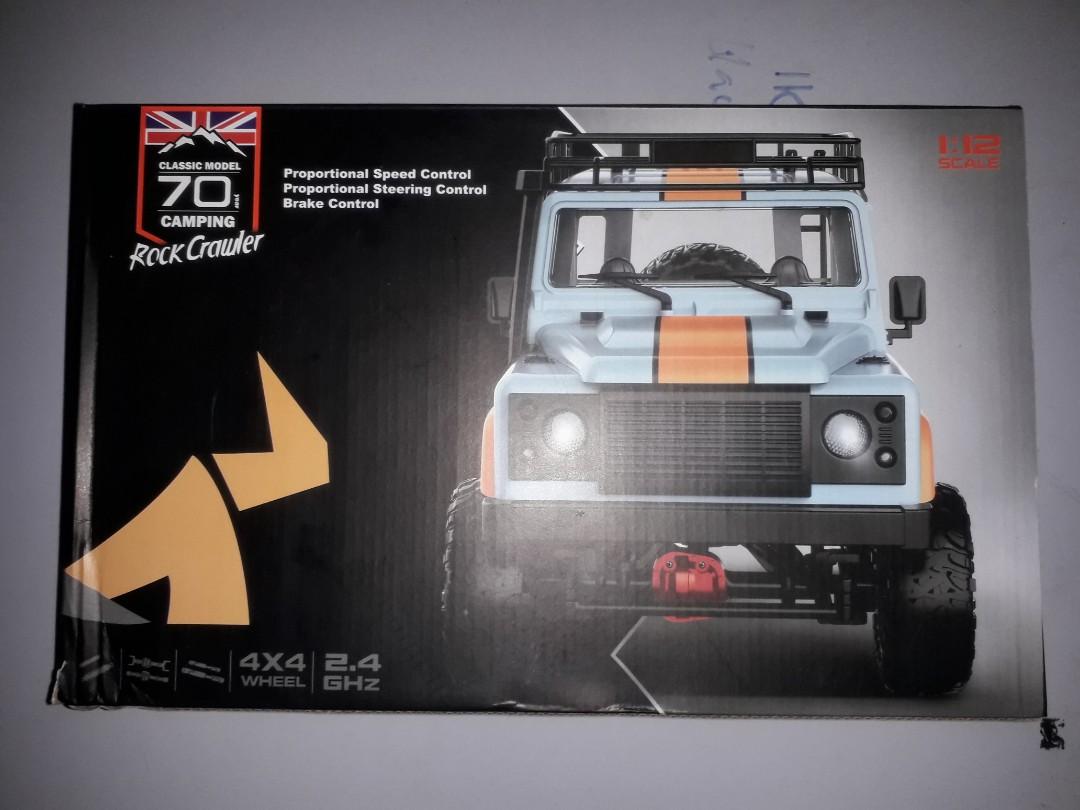 CLASSIC MODEL
70 YEAR
CAMPING
Rock Crawler
Proportional Speed Control
Proportional Steering Control
Brake Control
1:12
SCALE
4X4
WHEEL
2.4
GHz